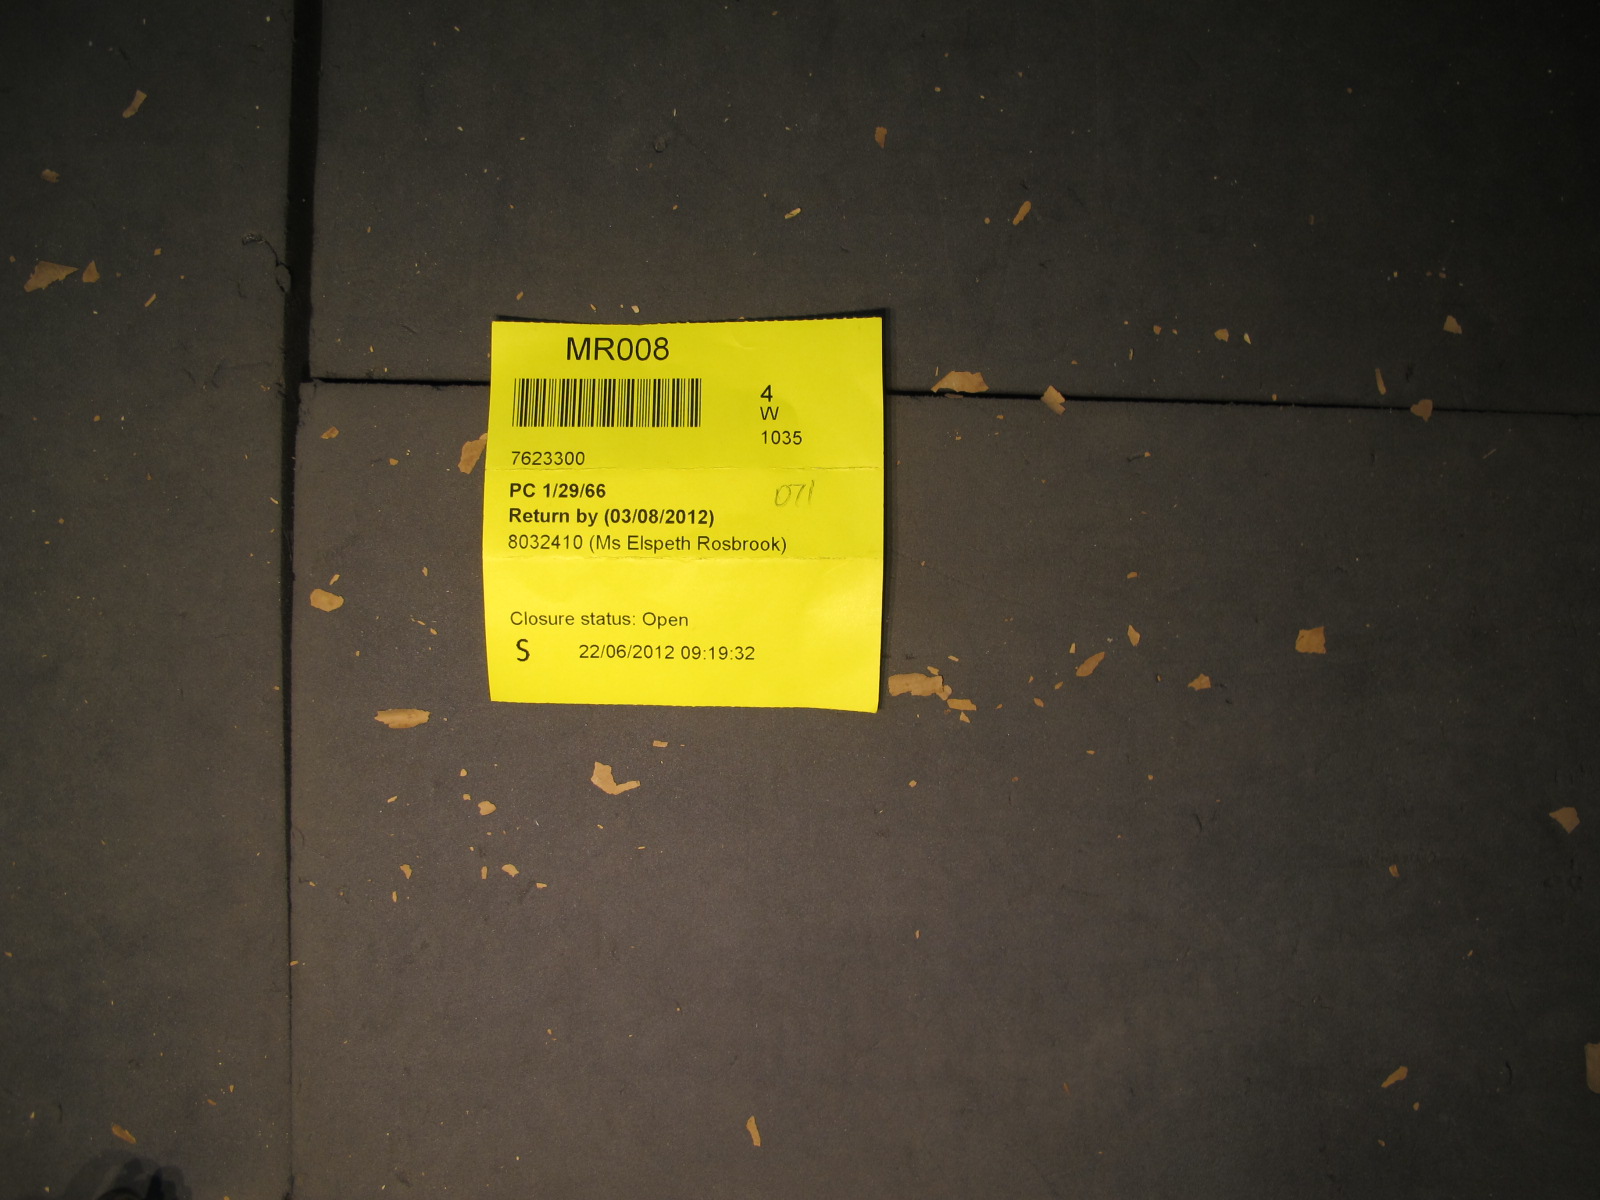 MR008
4
W
1035
7623300
PC 1/29/66
071
Return by (03/08/2012)
8032410 (Ms Elspeth Rosbrook)
Closure status: Open
S 22/06/2012 09:19:32